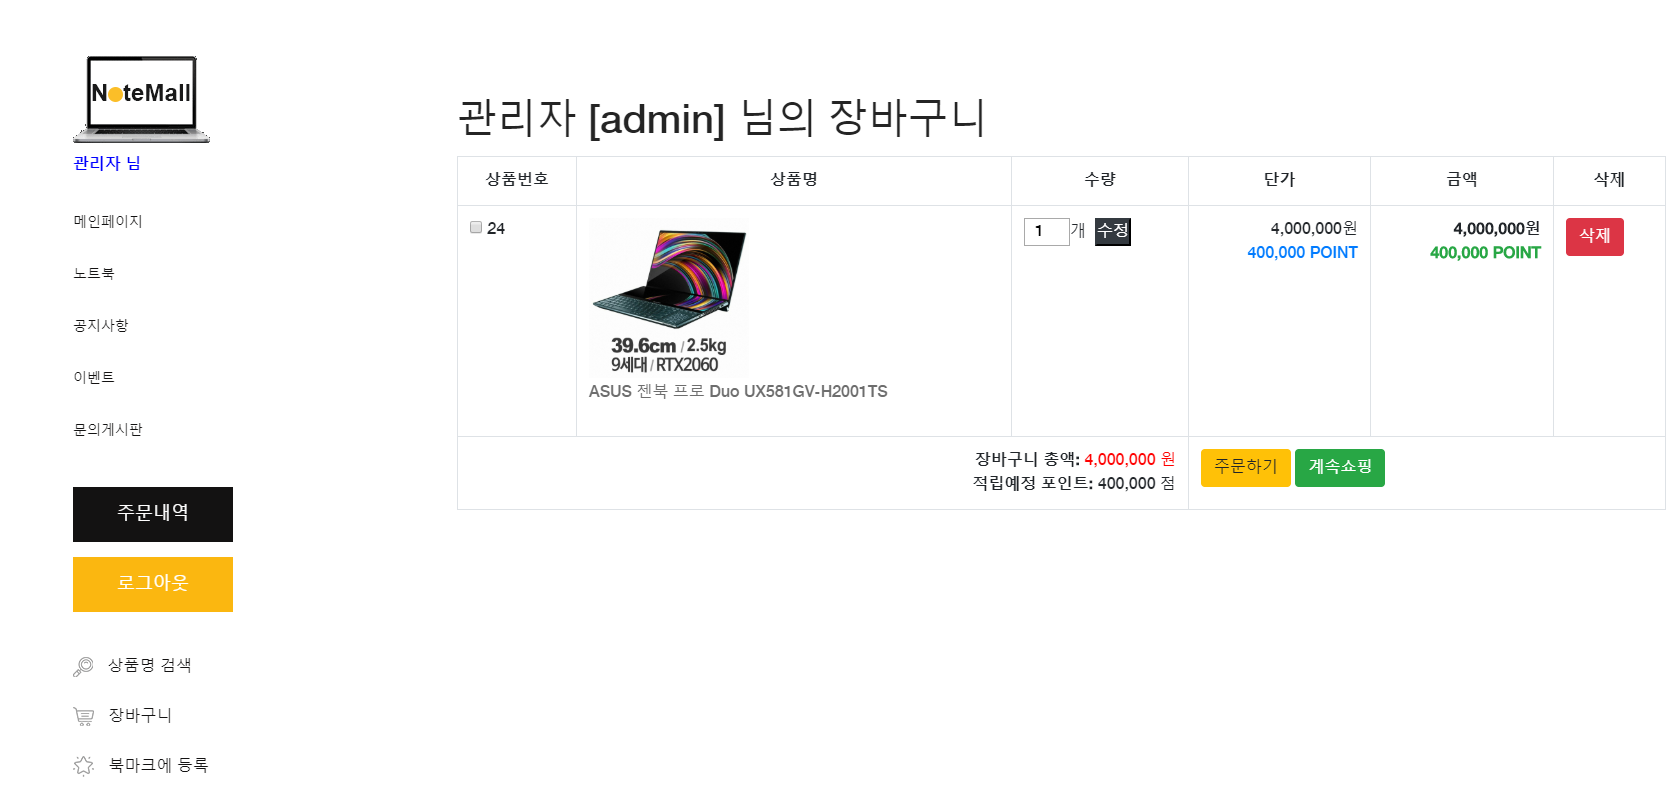 NoteMall
관리자 님
메인페이지
노트북
공지사항
이벤트
문의게시판
주문내역
로그아웃
상품명 검색
장바구니
북마크에 등록
관리자 [admin] 님의 장바구니
상품번호 상품명 수량 단가 금액 삭제
24
39.6cm / 2.5kg
9세대 / RTX2060
ASUS 젠북 프로 Duo UX581GV-H2001TS
1 개 수정
4,000,000원
400,000 POINT
4,000,000원
400,000 POINT
삭제
장바구니 총액: 4,000,000 원
적립예정 포인트: 400,000 점
주문하기 계속쇼핑